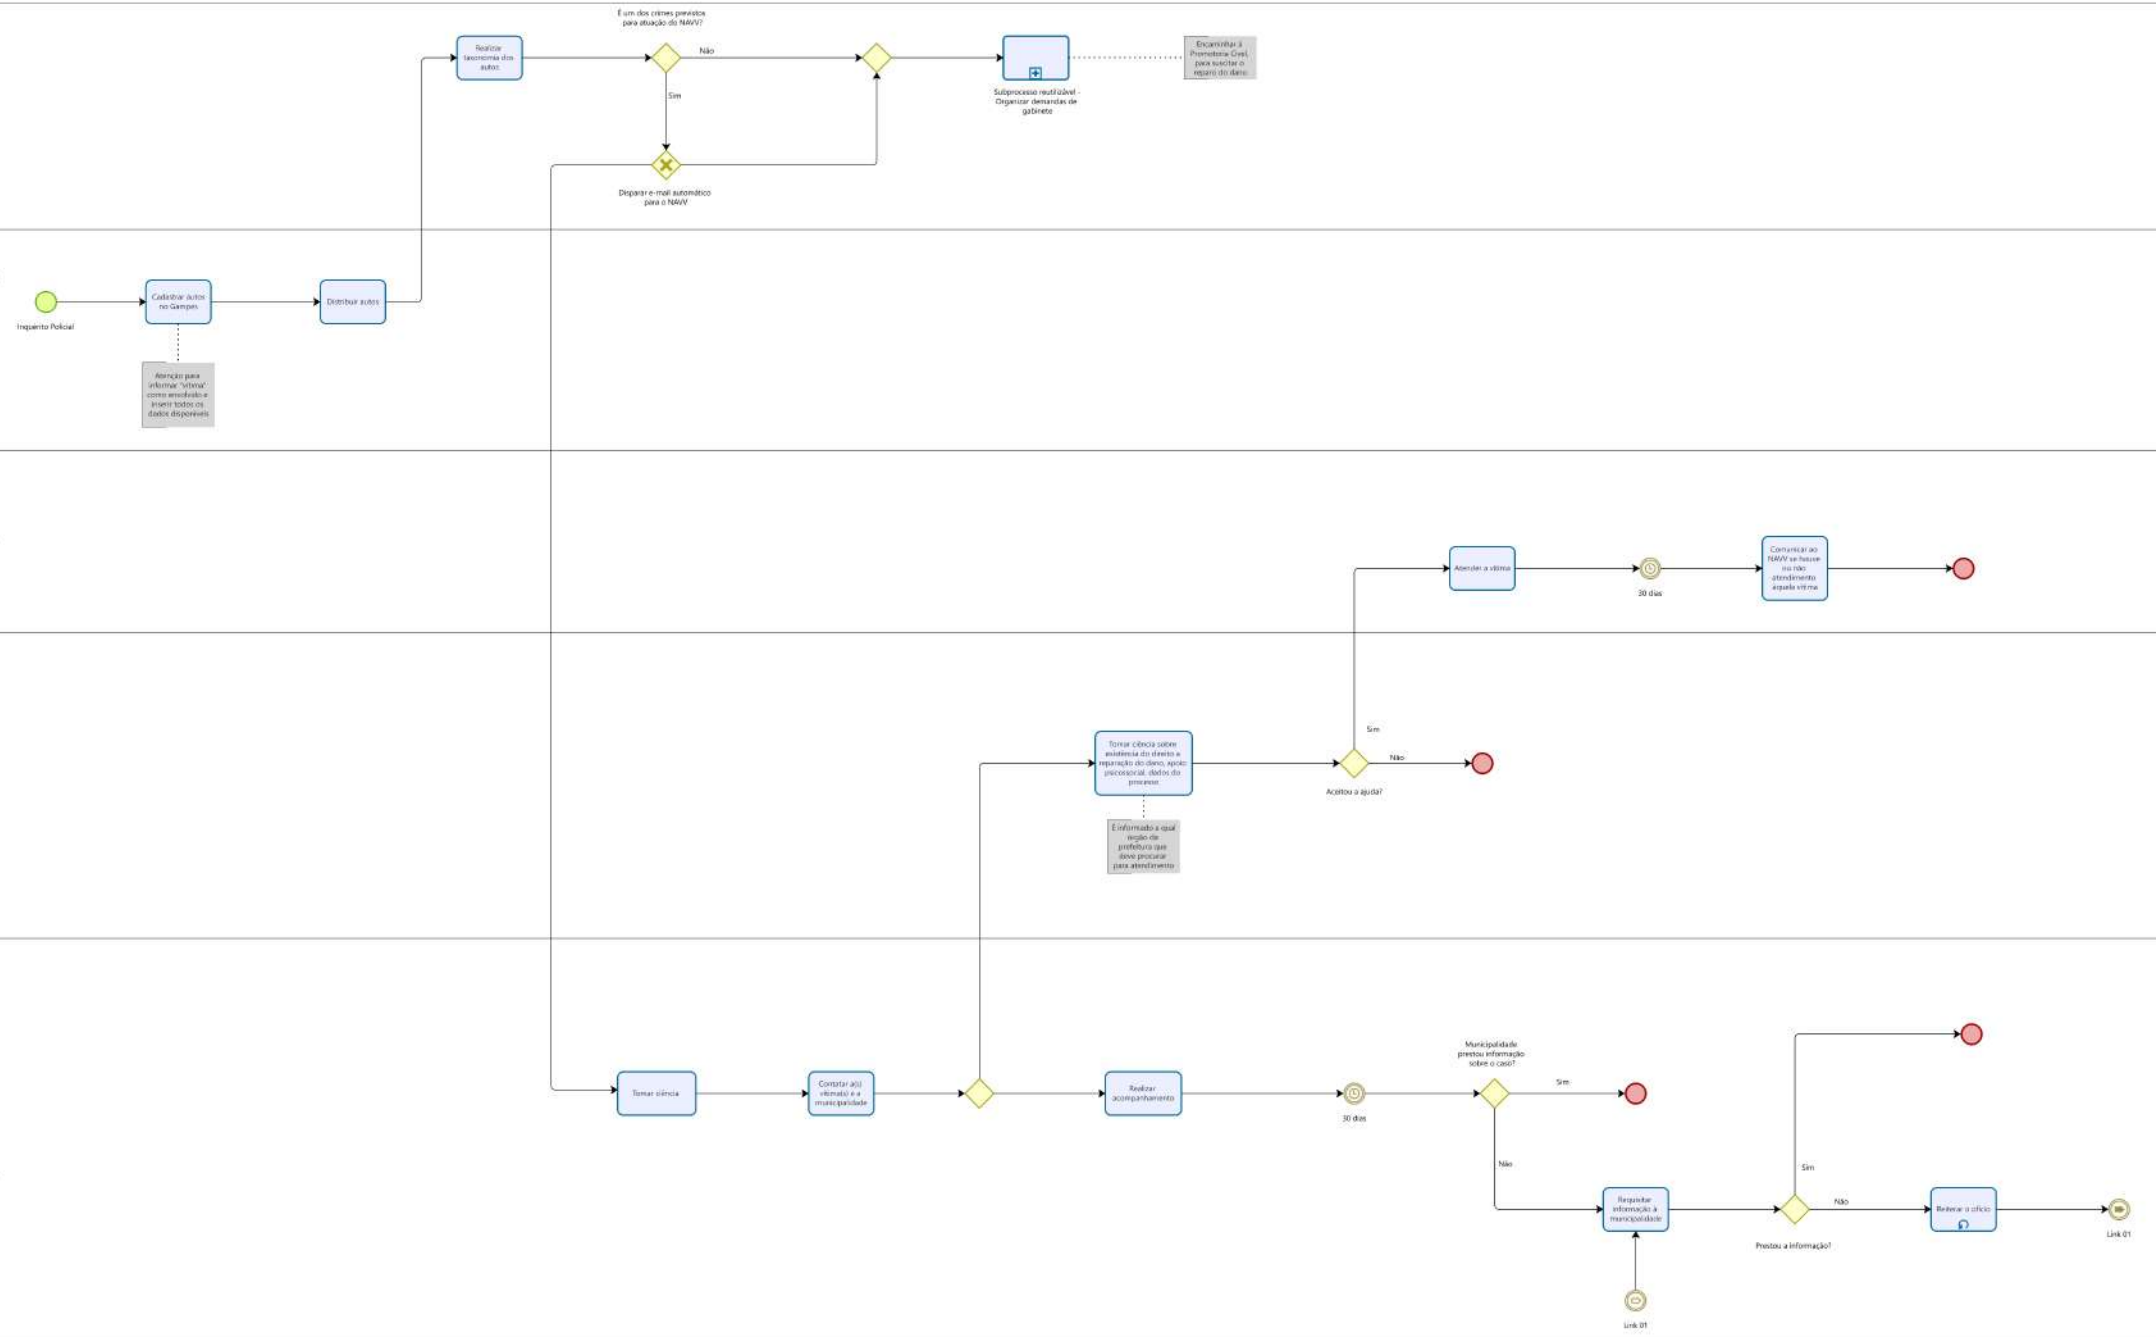 É um dos crimes previstos
para atuação do NAVV?
Realizar
taxonomia dos
autos
Não
Sim
Disparar e-mail automático
para o NAVV
Subprocesso reutilizável -
Organizar demandas de
gabinete
Encaminhar à
Promotoria Cível,
para suscitar o
reparo do dano
Inquérito Policial
Cadastrar autos
no Gampes
Distribuir autos
Atenção para
informar "vítima"
como envolvido e
inserir todos os
dados disponíveis
Atender a vítima
30 dias
Comunicar ao
NAVV se houve
ou não
atendimento
àquela vítima
Tomar ciência sobre
existência do direito a
reparação do dano, apoio
psicossocial, dados do
processo
Sim
Não
Aceitou a ajuda?
É informado a qual
órgão da
prefeitura que
deve procurar
para atendimento
Tomar ciência
Contatar a(s)
vítima(s) e a
municipalidade
Realizar
acompanhamento
30 dias
Municipalidade
prestou informação
sobre o caso?
Sim
Não
Requisitar
informação à
municipalidade
Sim
Não
Prestou a informação?
Reiterar o ofício
Link 01
Link 01